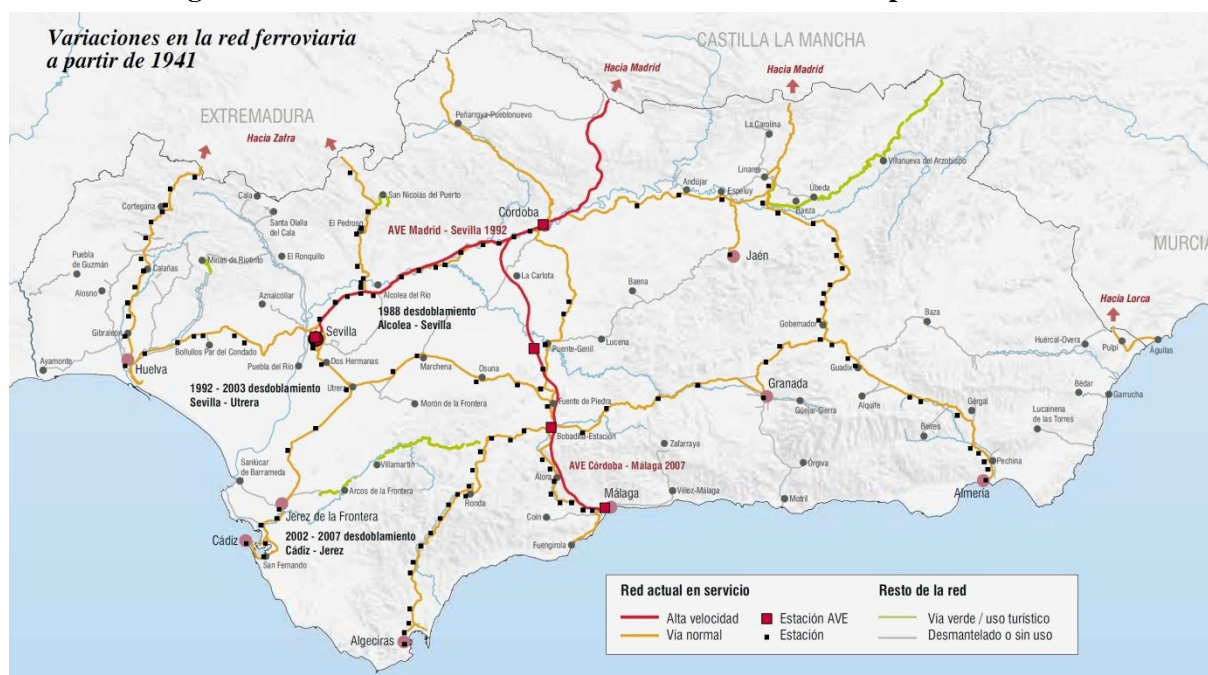 Variaciones en la red ferroviaria
a partir de 1941
CASTILLA LA MANCHA
Hacia Madrid
Hacia Madrid
EXTREMADURA
Hacía Zafra
Peñarroya-Pueblonuevo
La Carolina
Linares
Villanueva del Arzobispo
Andújar
Espeluy
Úbeda
Baeza
Cortegana
Cala
Santa Olalla
del Cala
San Nicolás del Puerto
El Pedroso
Córdoba
AVE Madrid - Sevilla 1992
MURCIA
Puebla
de Guzmán
Calañas
Minas de Riotinto
El Ronquillo
Jaén
Alosno
Aznalcóllar
Alcolea del Río
La Carlota
Baena
Hacia Lorca
1988 desdoblamiento
Alcolea - Sevilla
Gibraleón
Sevilla
Gobernador
Baza
Bollullos Par del Condado
Puente-Genil
Lucena
Huércal-Overa
Pulpí
Águilas
Ayamonte
Huelva
Puebla del Río
Dos Hermanas
Marchena
Osuna
Guadix
1992 - 2003 desdoblamiento
Sevilla - Utrera
Utrera
Morón de la Frontera
Fuente de Piedra
Granada
Güejar-Sierra
Alquife
Gérgal
Bédar
Garrucha
Lucainena
de las Torres
Bobadilla-Estación
Zafarraya
Beires
Sanlúcar
de Barrameda
Villamartín
AVE Córdoba - Málaga 2007
Órgiva
Pechina
Arcos de la Frontera
Ronda
Álora
Málaga
Vélez-Málaga
Motril
Almería
Jerez de la Frontera
Coín
Cádiz
2002 - 2007 desdoblamiento
Cádiz - Jerez
San Fernando
Fuengirola
Algeciras
Red actual en servicio
Resto de la red
Alta velocidad
Estación AVE
Vía verde / uso turístico
Vía normal
Estación
Desmantelado o sin uso